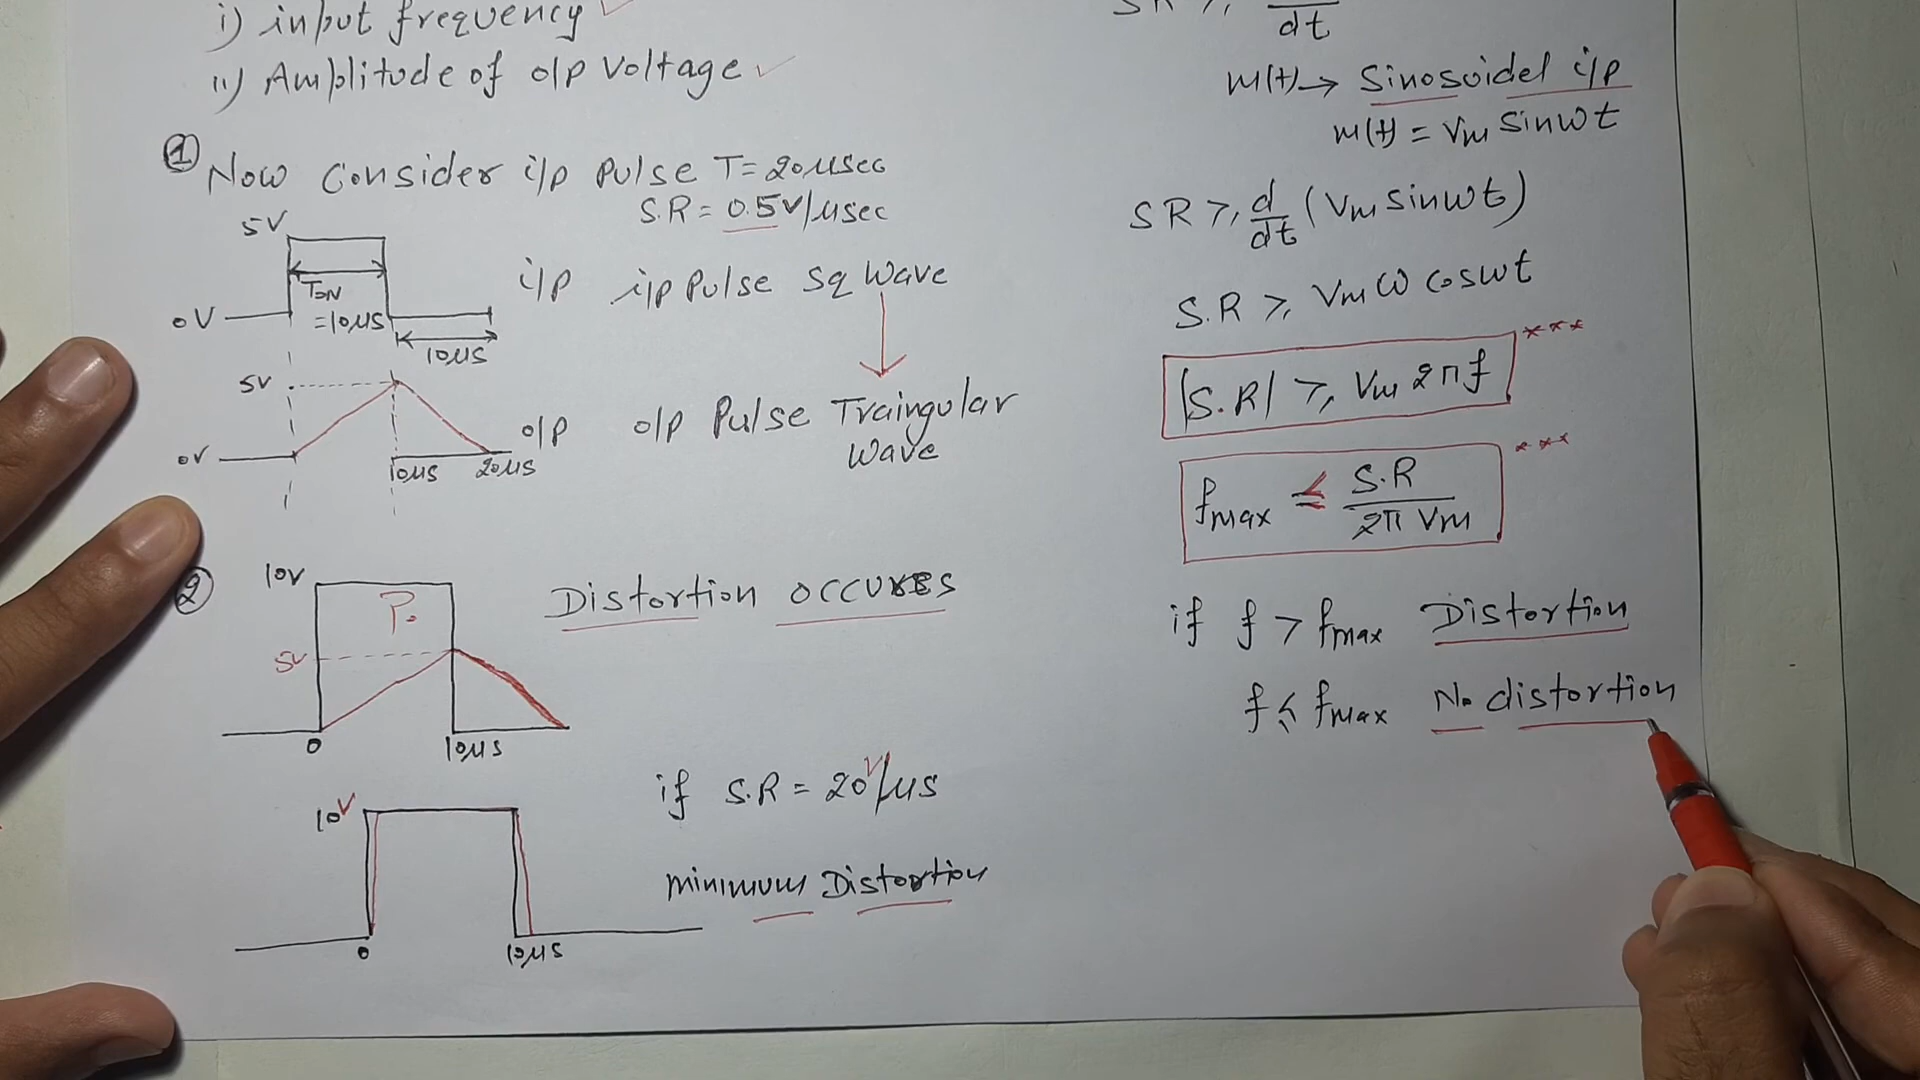 i) input frequency
ii) Amplitude of o/p Voltage
① Now Consider i/p Pulse T=20μsec
S.R = 0.5V/μsec
5V
TON
=10μs
0V
10μs
i/p i/p Pulse Sq Wave
5V
0V
10μs 20μs
o/p o/p Pulse Traingular
Wave
②
10V
5V
0
10μs
Distortion occures
if S.R = 20V/μs
10V
minimum Distortion
0
10μs
SR ≥
dt
m(t)→ Sinosoidel i/p
m(t) = Vm Sinωt
SR ≥ d/dt (Vm sinωt)
S.R ≥ Vm ω cosωt
|S.R| ≥ Vm 2πf ***
fmax ≤ S.R/2π Vm ***
if f > fmax Distortion
f ≤ fmax No distortion